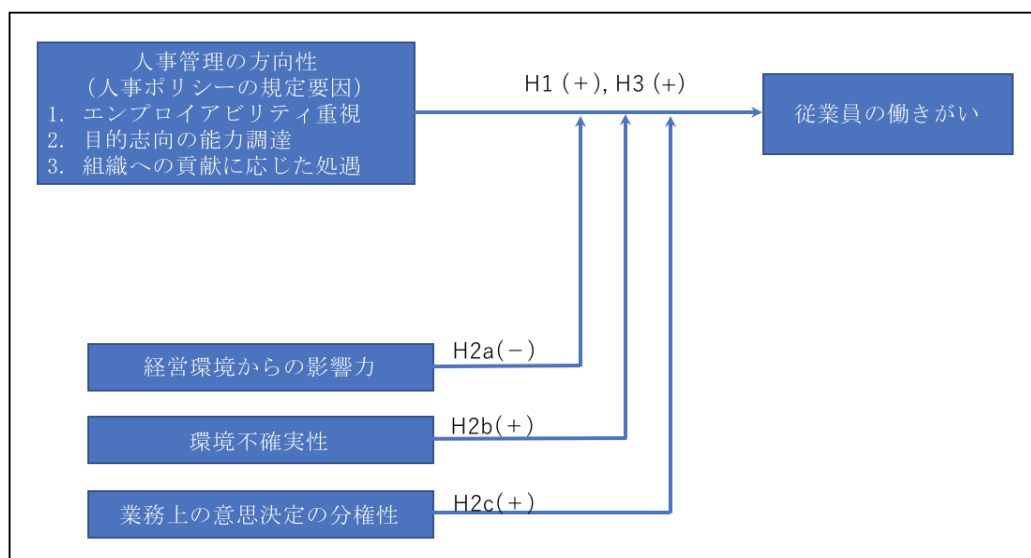 人事管理の方向性
（人事ポリシーの規定要因）
1. エンプロイアビリティ重視
2. 目的志向の能力調達
3. 組織への貢献に応じた処遇
H1 (+), H3 (+)
従業員の働きがい
経営環境からの影響力
H2a(−)
環境不確実性
H2b(+)
業務上の意思決定の分権性
H2c(+)